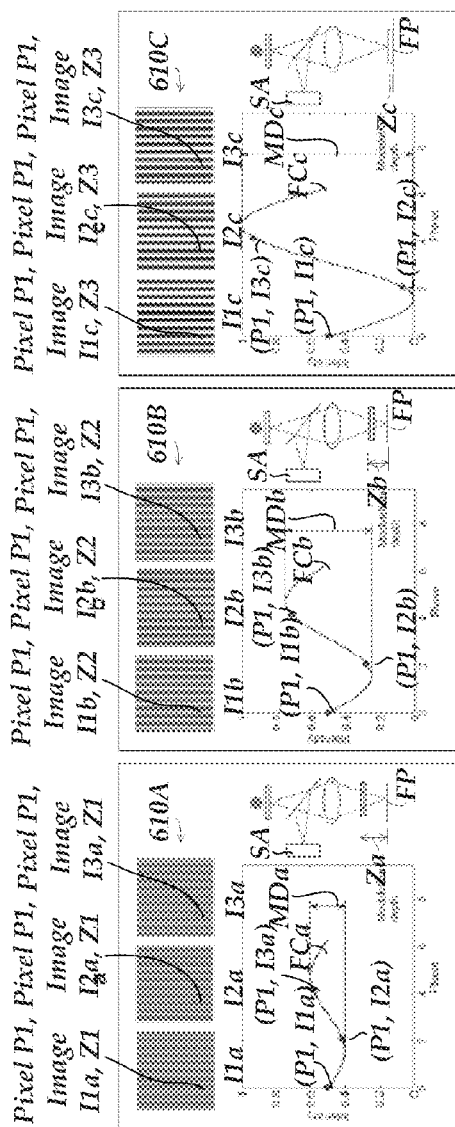 Pixel P1, Pixel P1, Pixel P1,
Image Image Image
I1a, Z1 I2a, Z1 I3a, Z1
610A
I1a I2a I3a
SA
(P1, I3a)
(P1, I1a)
FCa
MDa
(P1, I2a)
Za
FP
Phase
Pixel P1, Pixel P1, Pixel P1,
Image Image Image
I1b, Z2 I2b, Z2 I3b, Z2
610B
I1b I2b I3b
SA
(P1, I3b)
(P1, I1b)
FCb
MDb
(P1, I2b)
Zb
FP
Phase
Pixel P1, Pixel P1, Pixel P1,
Image Image Image
I1c, Z3 I2c, Z3 I3c, Z3
610C
I1c I2c I3c
SA
(P1, I3c)
(P1, I1c)
FCc
MDc
(P1, I2c)
Zc
FP
Phase